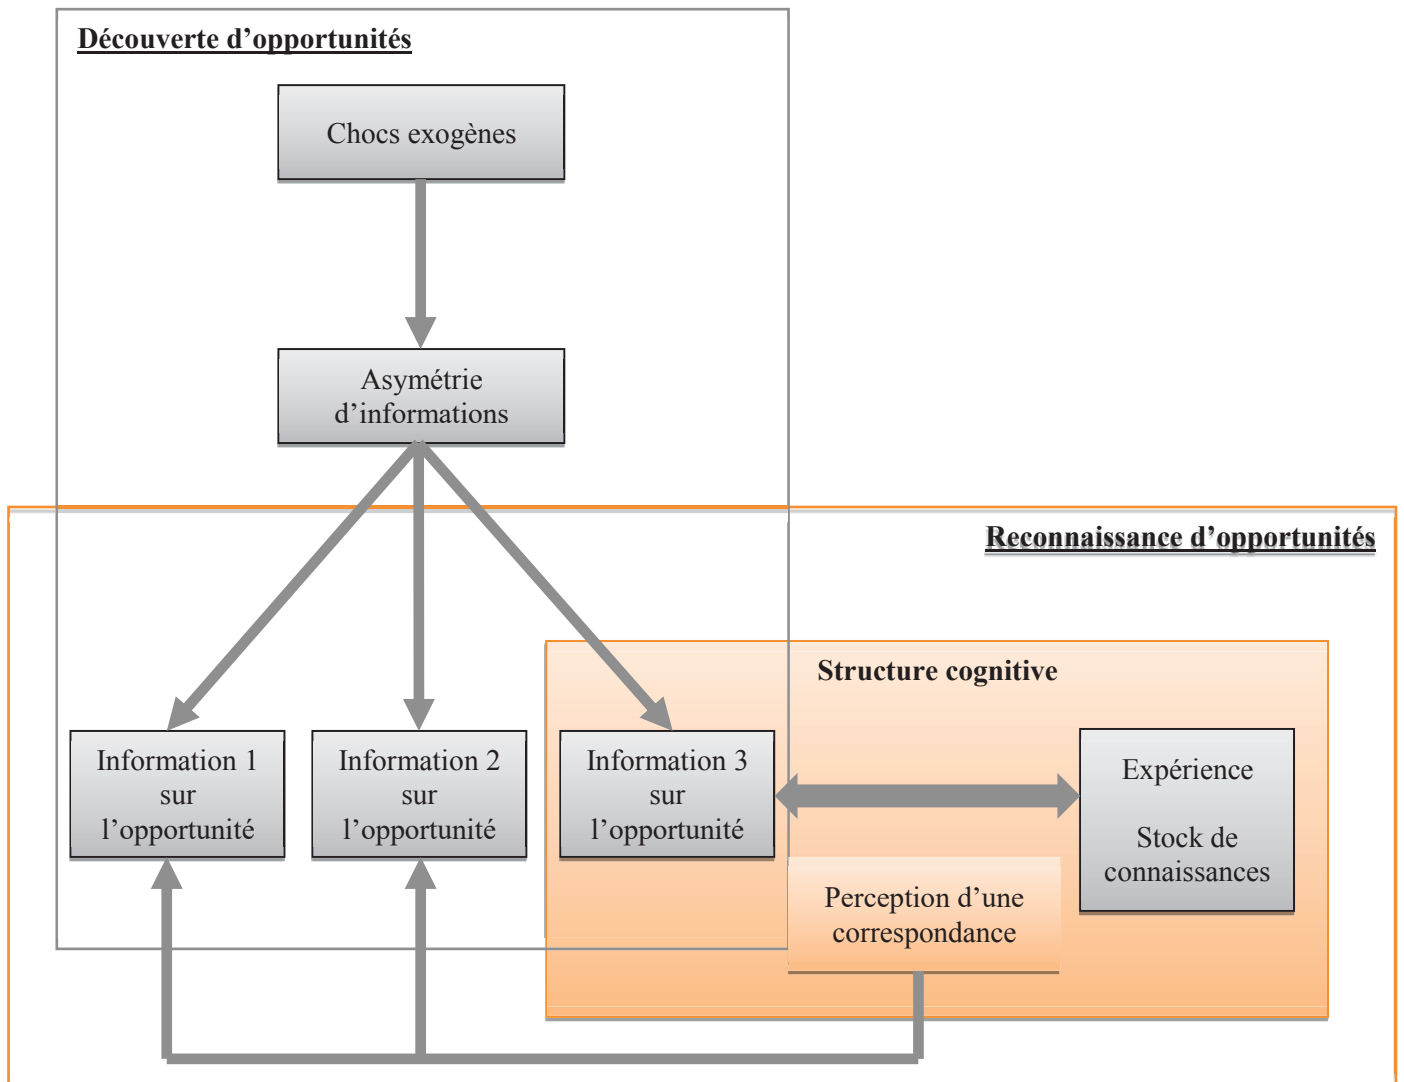 Découverte d’opportunités
Chocs exogènes
Asymétrie
d’informations
Reconnaissance d’opportunités
Structure cognitive
Information 1
sur
l’opportunité
Information 2
sur
l’opportunité
Information 3
sur
l’opportunité
Expérience
Stock de
connaissances
Perception d’une
correspondance